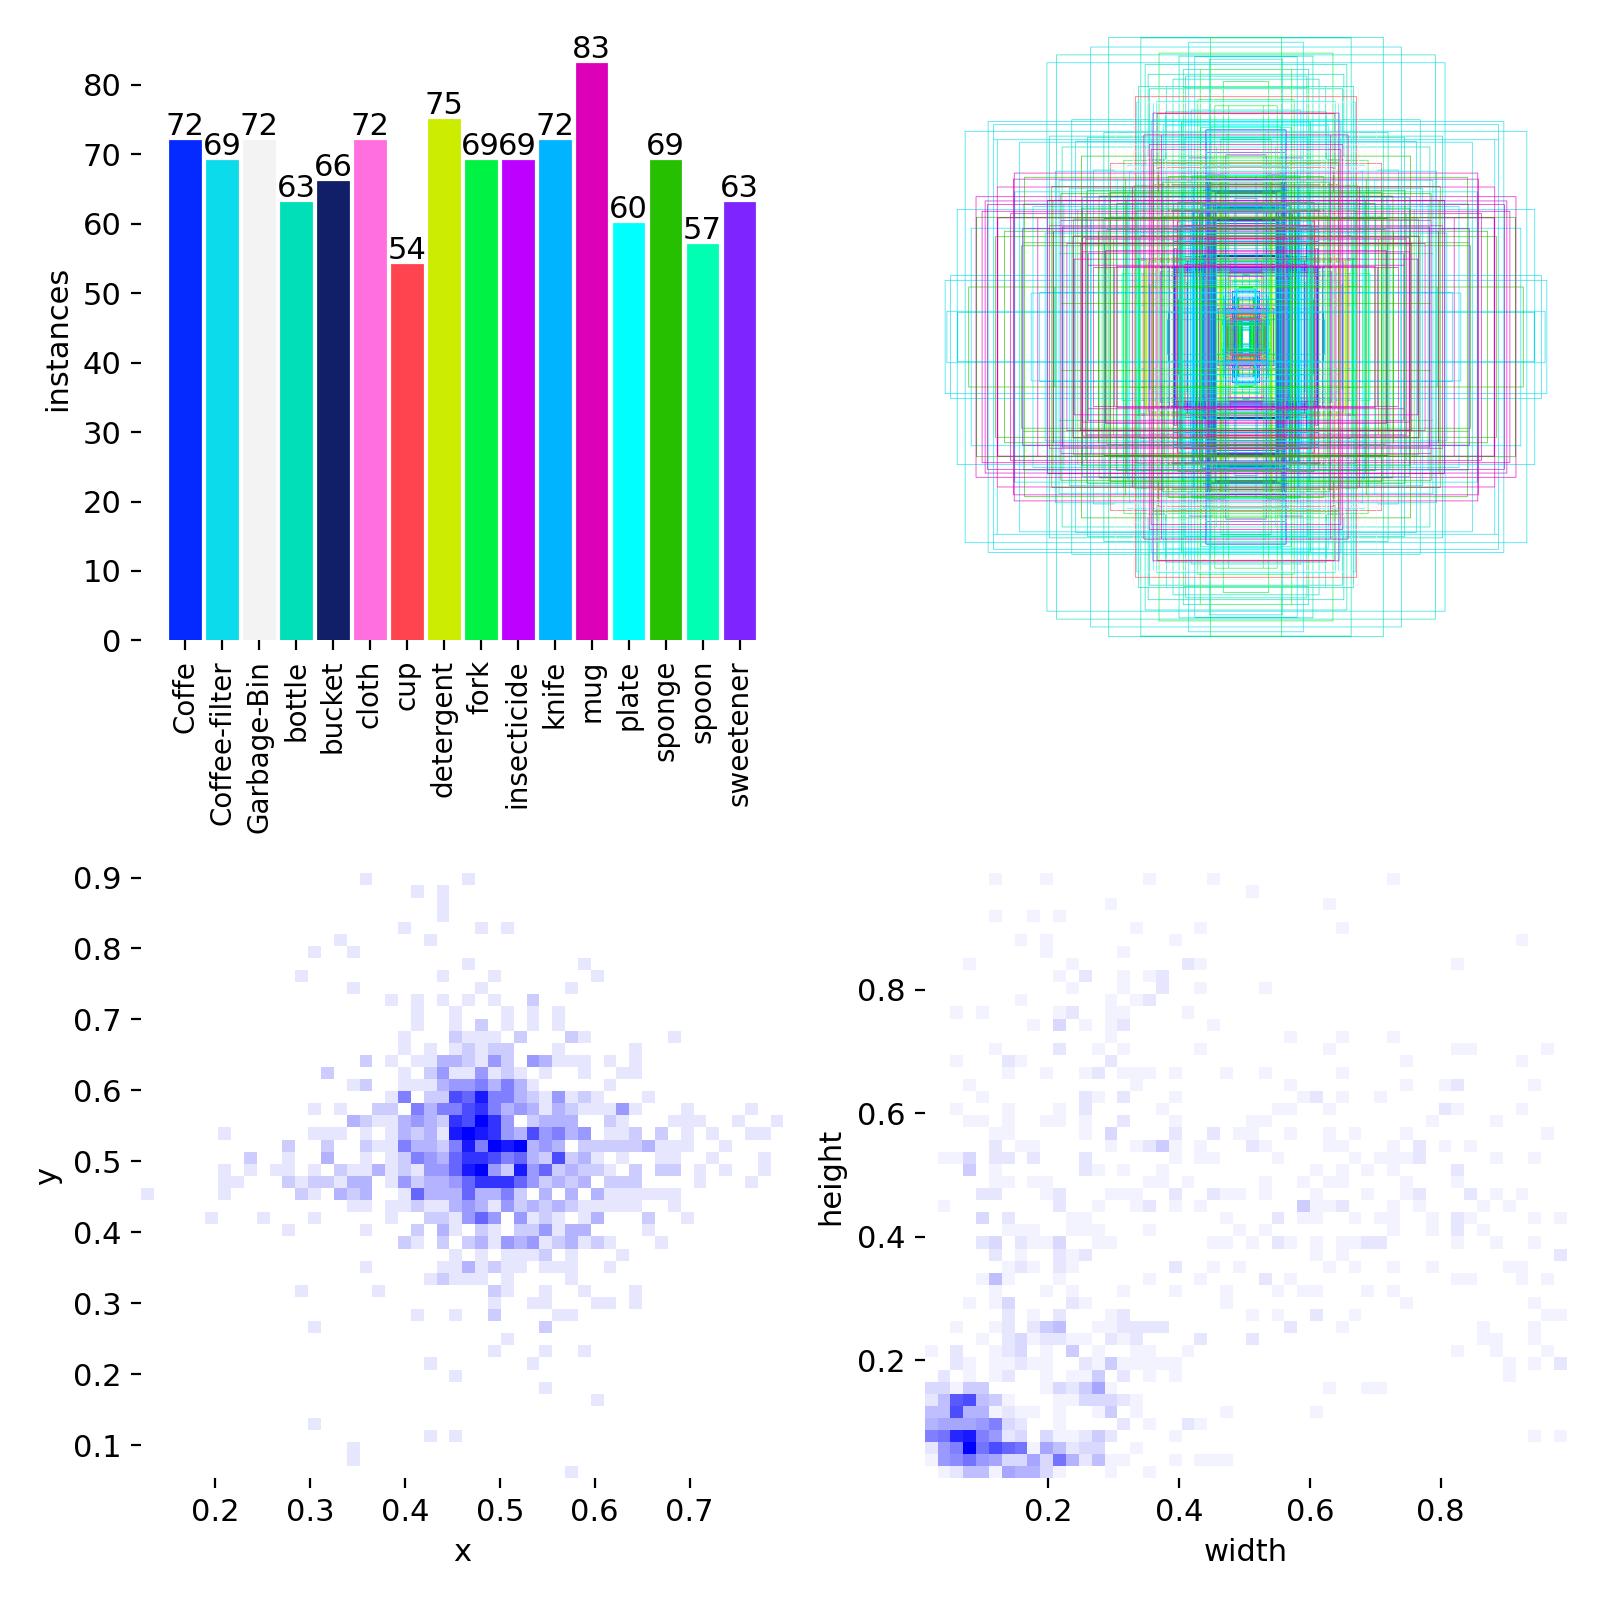 83
80
75
72 69 72 63 66 72 54 69 69 72 60 69 57 63
70
60
50
40
30
20
10
0
instances
Coffe
Coffee-filter
Garbage-Bin
bottle
bucket
cloth
cup
detergent
fork
insecticide
knife
mug
plate
sponge
spoon
sweetener
0.9
0.8
0.7
0.6
0.5
0.4
0.3
0.2
0.1
y
0.2 0.3 0.4 0.5 0.6 0.7
x
0.8
0.6
0.4
0.2
height
0.2 0.4 0.6 0.8
width